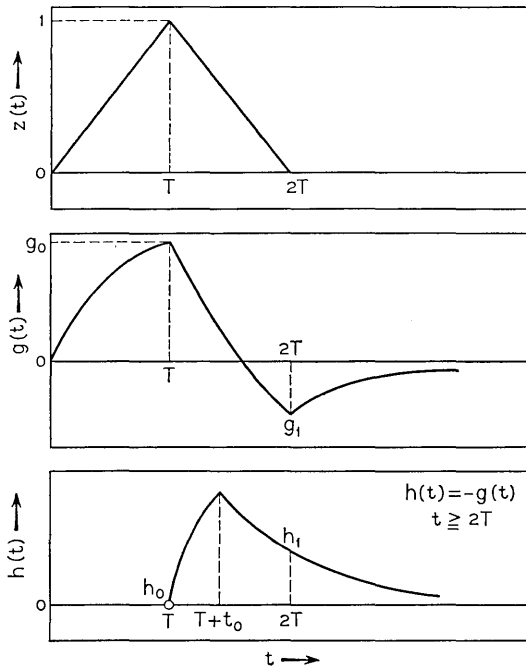 1
z(t)
0
T
2T
g₀
g(t)
0
T
2T
g₁
h(t)=-g(t)
t ≧ 2T
h(t)
h₀
h₁
0
T
T+t₀
2T
t